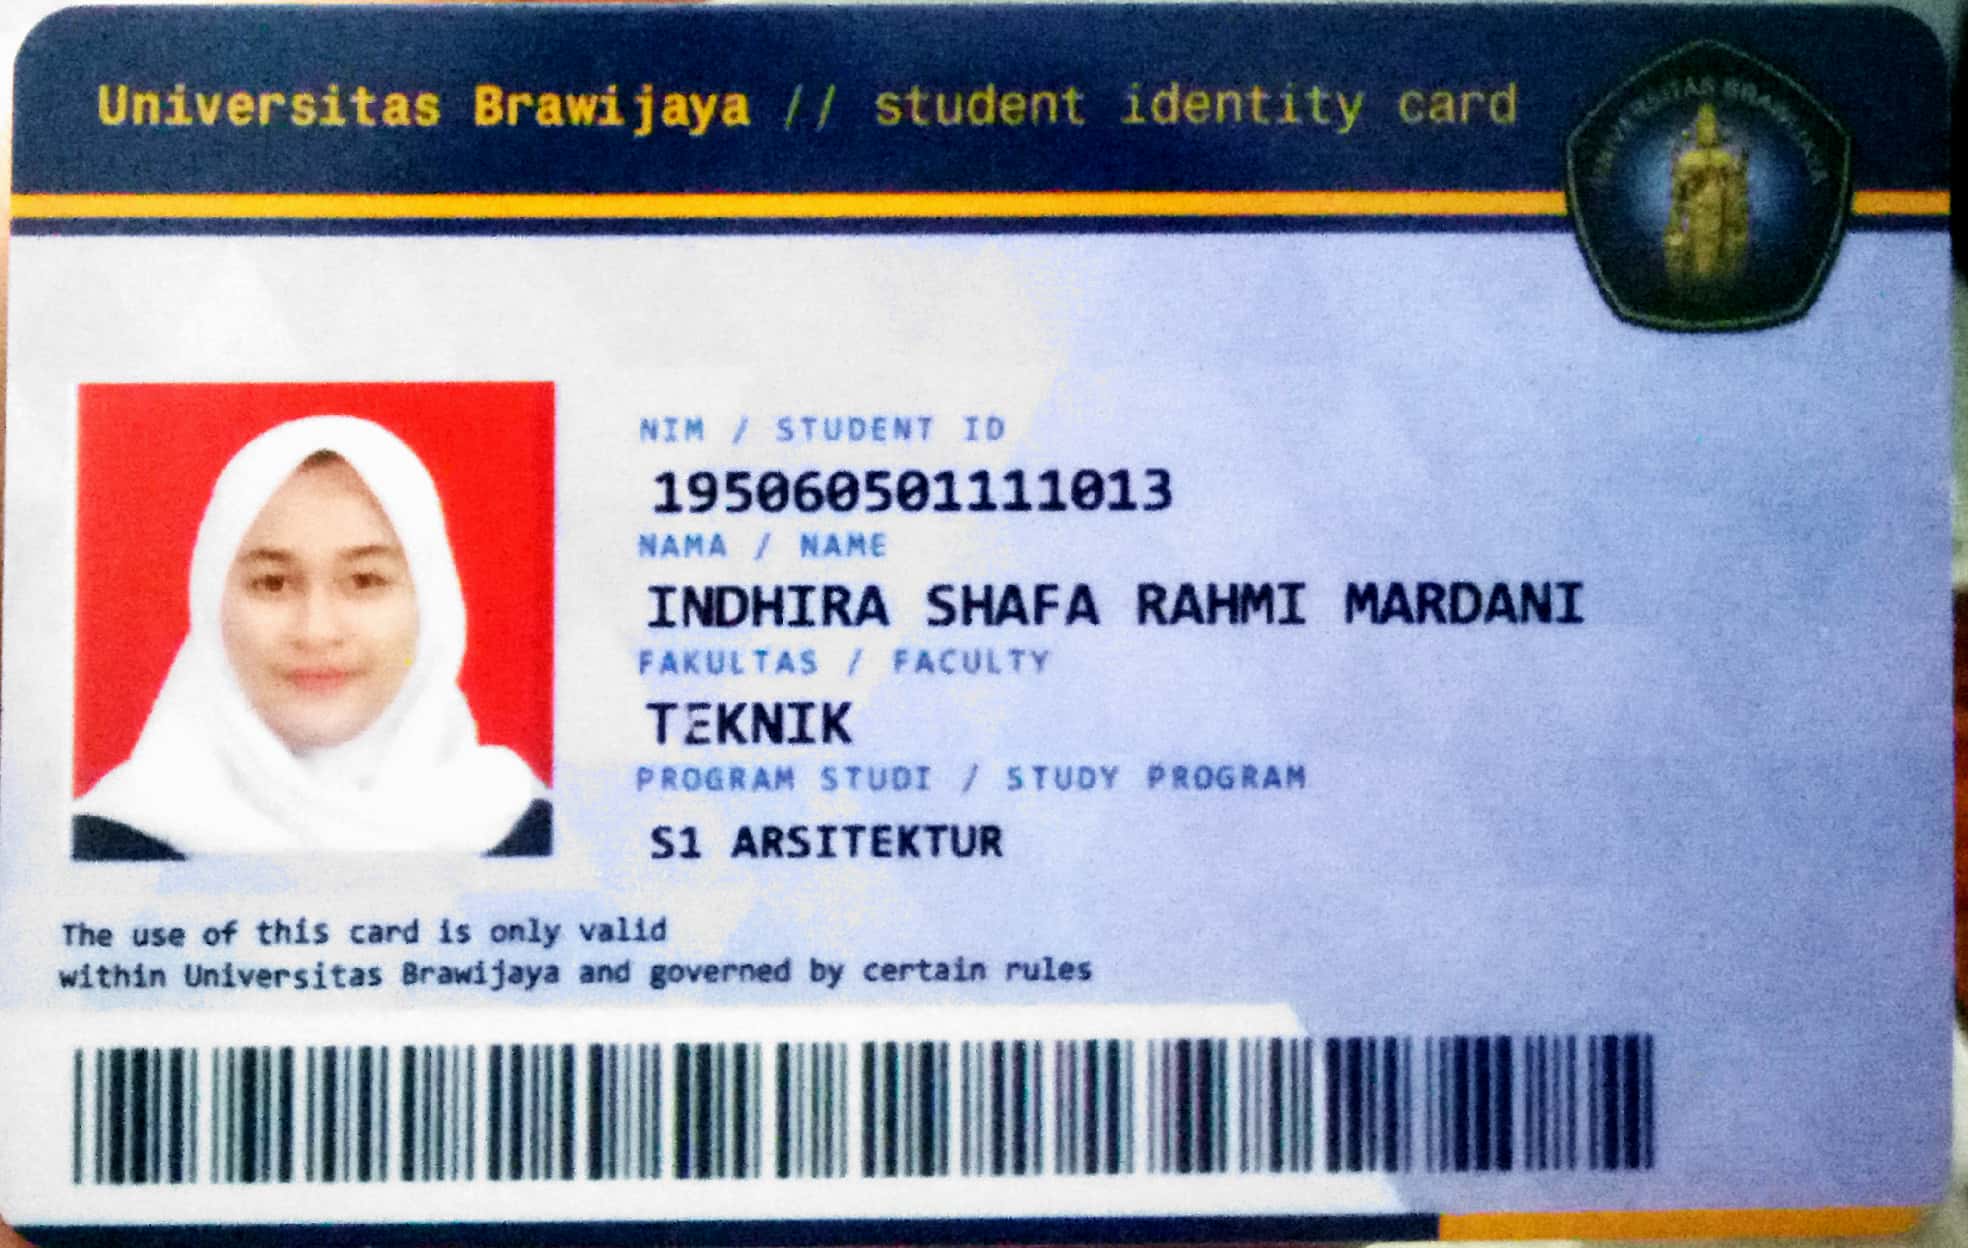 Universitas Brawijaya // student identity card
UNIVERSITAS BRAWIJAYA
NIM / STUDENT ID
195060501111013
NAMA / NAME
INDHIRA SHAFA RAHMI MARDANI
FAKULTAS / FACULTY
TEKNIK
PROGRAM STUDI / STUDY PROGRAM
S1 ARSITEKTUR
The use of this card is only valid
within Universitas Brawijaya and governed by certain rules